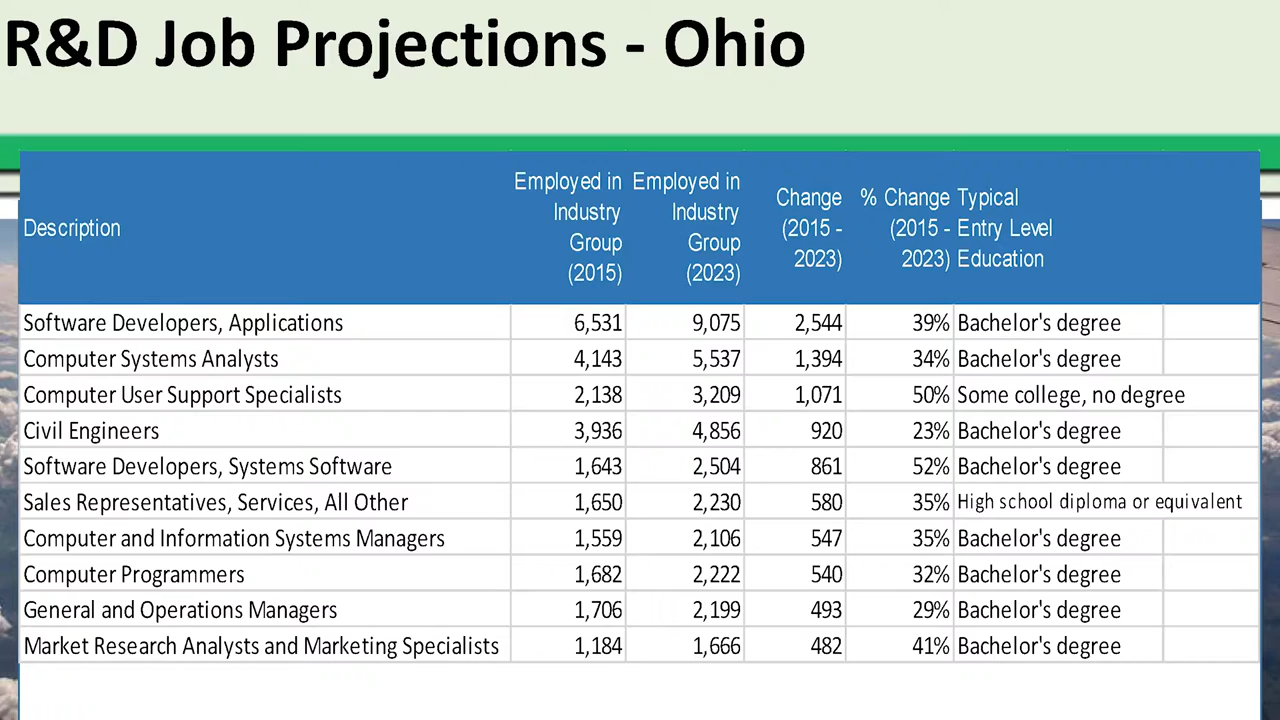 R&D Job Projections - Ohio
Description Employed in Industry Group (2015) Employed in Industry Group (2023) Change (2015 - 2023) % Change (2015 - 2023) Typical Entry Level Education
Software Developers, Applications 6,531 9,075 2,544 39% Bachelor's degree
Computer Systems Analysts 4,143 5,537 1,394 34% Bachelor's degree
Computer User Support Specialists 2,138 3,209 1,071 50% Some college, no degree
Civil Engineers 3,936 4,856 920 23% Bachelor's degree
Software Developers, Systems Software 1,643 2,504 861 52% Bachelor's degree
Sales Representatives, Services, All Other 1,650 2,230 580 35% High school diploma or equivalent
Computer and Information Systems Managers 1,559 2,106 547 35% Bachelor's degree
Computer Programmers 1,682 2,222 540 32% Bachelor's degree
General and Operations Managers 1,706 2,199 493 29% Bachelor's degree
Market Research Analysts and Marketing Specialists 1,184 1,666 482 41% Bachelor's degree